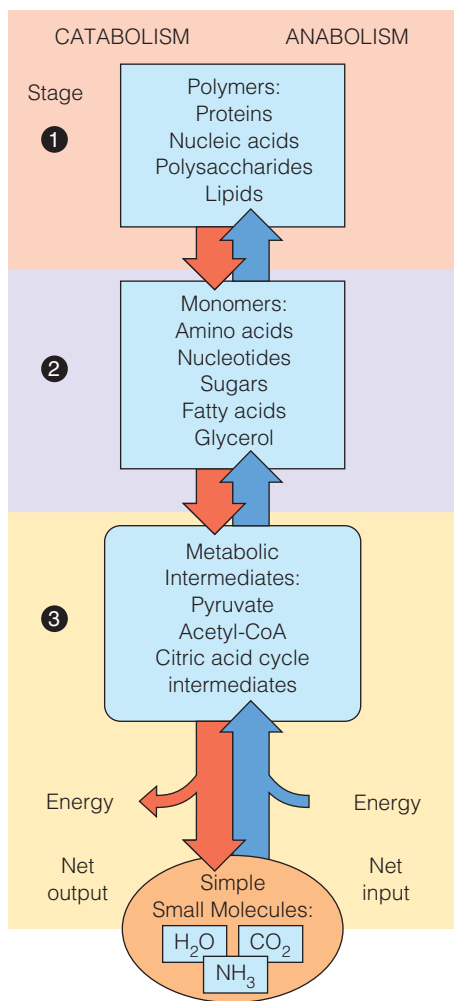 CATABOLISM ANABOLISM
Stage
1
Polymers:
Proteins
Nucleic acids
Polysaccharides
Lipids
2
Monomers:
Amino acids
Nucleotides
Sugars
Fatty acids
Glycerol
3
Metabolic
Intermediates:
Pyruvate
Acetyl-CoA
Citric acid cycle
intermediates
Energy Energy
Net
output
Net
input
Simple
Small Molecules:
H₂O CO₂
NH₃